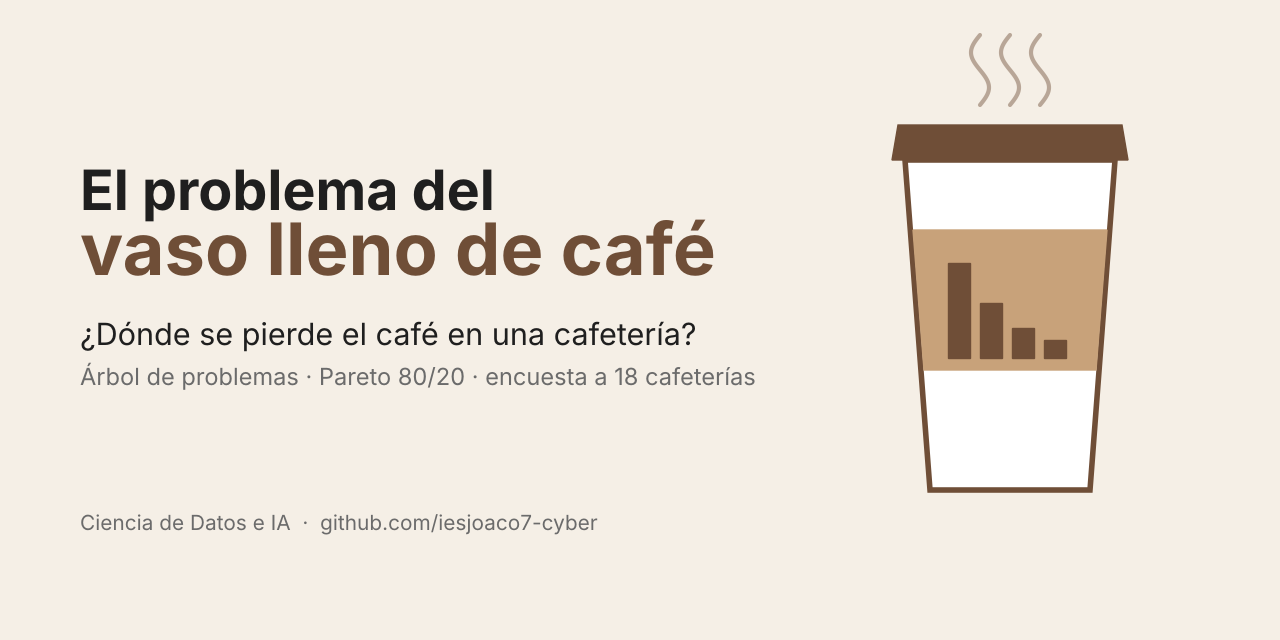 El problema del
vaso lleno de café
¿Dónde se pierde el café en una cafetería?
Árbol de problemas · Pareto 80/20 · encuesta a 18 cafeterías
Ciencia de Datos e IA · github.com/iesjoaco7-cyber